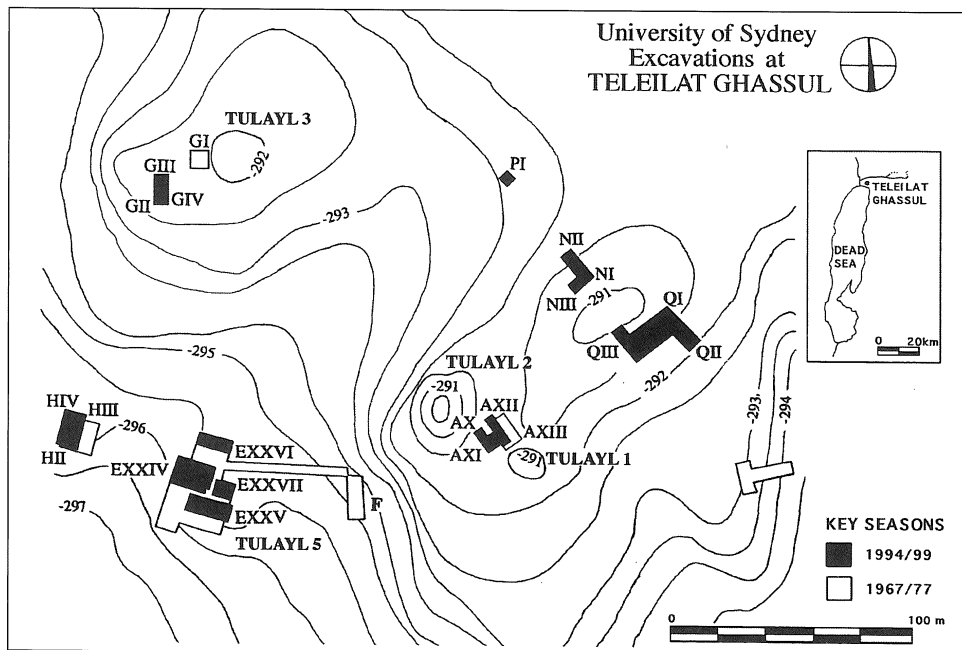 University of Sydney
Excavations at
TELEILAT GHASSUL
TULAYL 3
GI
-292
GIII
GIV
GII
-293
PI
TELEILAT
GHASSUL
DEAD
SEA
0 20km
NII
NI
NIII
-291
QI
QIII
QII
-292
-295
TULAYL 2
-291
AXII
AX
AXIII
AXI
-291
TULAYL 1
-293
-294
HIV
HIII
-296
HII
EXXVI
EXXIV
EXXVII
F
EXXV
-297
TULAYL 5
KEY SEASONS
1994/99
1967/77
0 100 m